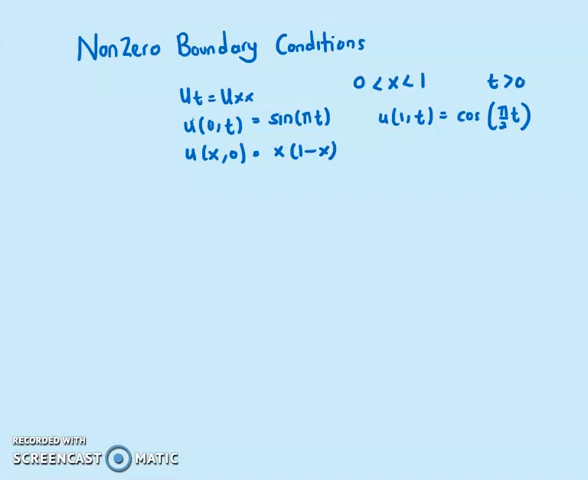 NonZero Boundary Conditions
ut = uxx 0 < x < 1 t > 0
u(0,t) = sin(πt) u(1,t) = cos(π/2 t)
u(x,0) = x(1-x)
RECORDED WITH
SCREENCAST MATIC